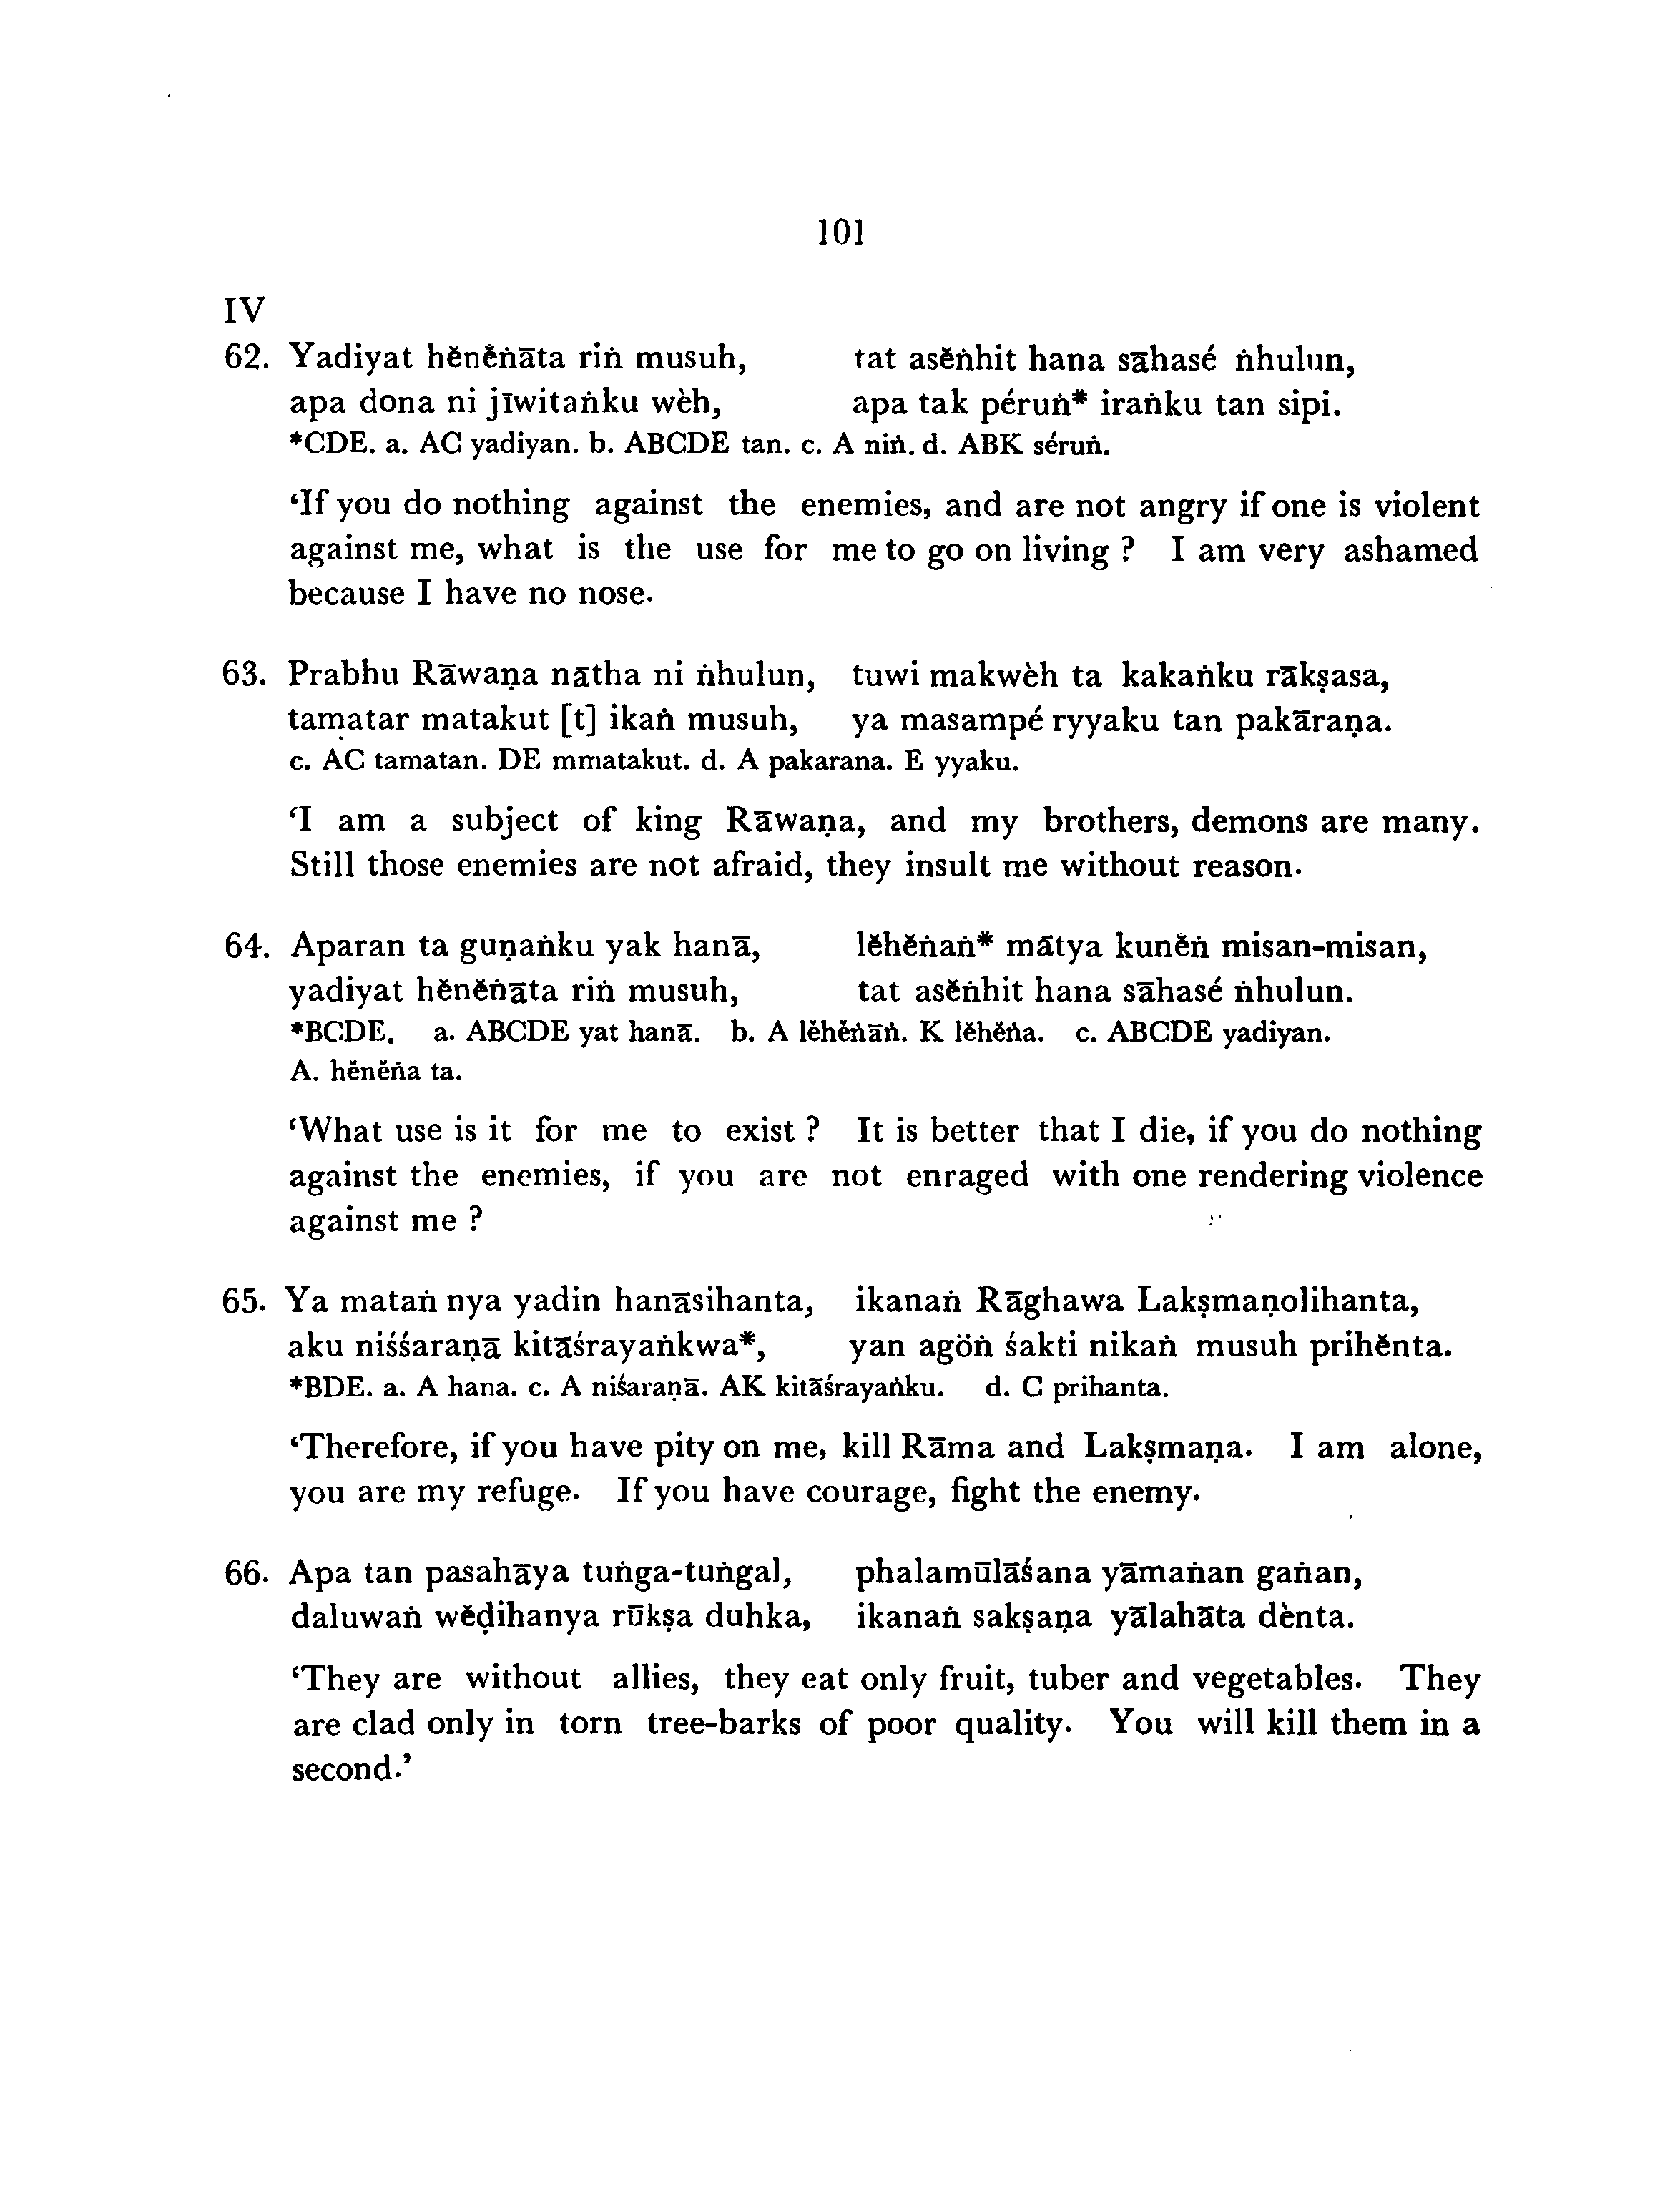 101
IV
62. Yadiyat hĕnĕṅāta riṅ musuh, tat asĕṅhit hana sāhasé ṅhulun,
apa dona ni jīwitaṅku wèh, apa tak péruṅ* iraṅku tan sipi.
*CDE. a. AC yadiyan. b. ABCDE tan. c. A niṅ. d. ABK séruṅ.
‘If you do nothing against the enemies, and are not angry if one is violent
against me, what is the use for me to go on living ? I am very ashamed
because I have no nose.
63. Prabhu Rāwaṇa nātha ni ṅhulun, tuwi makwèh ta kakaṅku rākṣasa,
tamatar matakut [t] ikaṅ musuh, ya masampé ryyaku tan pakāraṇa.
c. AC tamatan. DE mmatakut. d. A pakarana. E yyaku.
‘I am a subject of king Rāwaṇa, and my brothers, demons are many.
Still those enemies are not afraid, they insult me without reason.
64. Aparan ta guṇaṅku yak hanā, lĕhĕṅaṅ* mātya kunĕṅ misan-misan,
yadiyat hĕnĕṅāta riṅ musuh, tat asĕṅhit hana sāhasé ṅhulun.
*BCDE. a. ABCDE yat hanā. b. A lĕhĕṅāṅ. K lĕhĕṅa. c. ABCDE yadiyan.
A. hĕnĕṅa ta.
‘What use is it for me to exist ? It is better that I die, if you do nothing
against the enemies, if you are not enraged with one rendering violence
against me ?
65. Ya mataṅ nya yadin hanāsihanta, ikanaṅ Rāghawa Lakṣmaṇolihanta,
aku niśśaraṇā kitāśrayaṅkwa*, yan agöṅ śakti nikaṅ musuh prihĕnta.
*BDE. a. A hana. c. A niśaraṇā. AK kitāśrayaṅku. d. C prihanta.
‘Therefore, if you have pity on me, kill Rāma and Lakṣmaṇa. I am alone,
you are my refuge. If you have courage, fight the enemy.
66. Apa tan pasahāya tuṅga-tuṅgal, phalamūlāśana yāmaṅan gaṅan,
daluwaṅ wĕḍihanya rūkṣa duhka, ikanaṅ sakṣaṇa yālahāta dènta.
‘They are without allies, they eat only fruit, tuber and vegetables. They
are clad only in torn tree-barks of poor quality. You will kill them in a
second.’